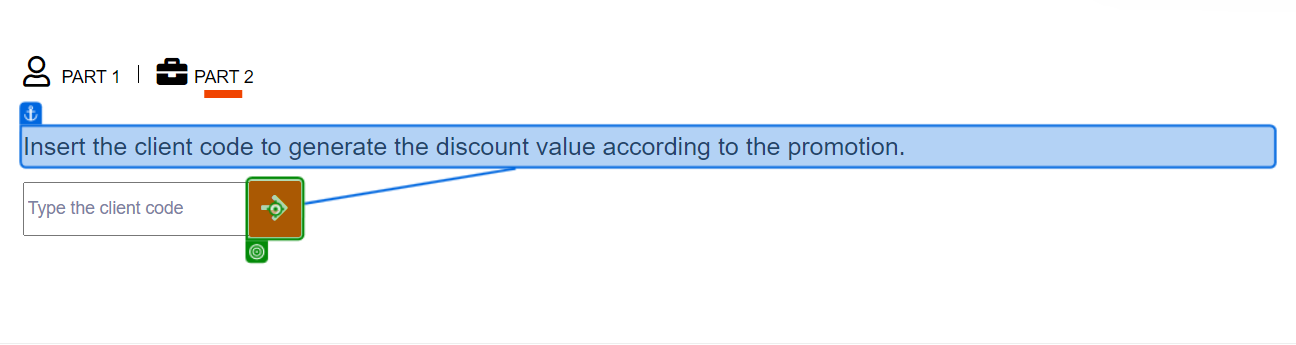 PART 1 | PART 2
Insert the client code to generate the discount value according to the promotion.
Type the client code